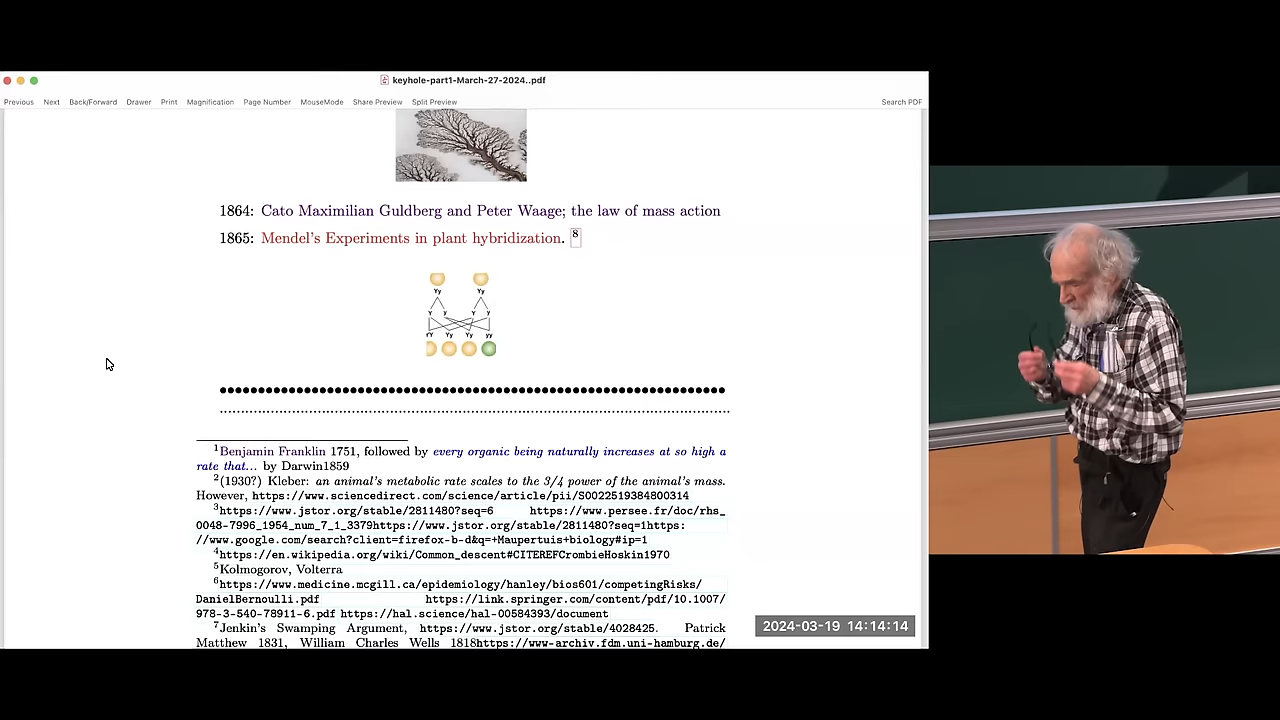 keyhole-part1-March-27-2024..pdf
Previous Next Back/Forward Drawer Print Magnification Page Number MouseMode Share Preview Split Preview Search PDF
1864: Cato Maximilian Guldberg and Peter Waage; the law of mass action
1865: Mendel's Experiments in plant hybridization. 8
Yy Yy
Y y Y y
YY Yy Yy yy
1Benjamin Franklin 1751, followed by every organic being naturally increases at so high a
rate that... by Darwin1859
2(1930?) Kleber: an animal's metabolic rate scales to the 3/4 power of the animal's mass.
However, https://www.sciencedirect.com/science/article/pii/S0022519384800314
3https://www.jstor.org/stable/2811480?seq=6 https://www.persee.fr/doc/rhs_
0048-7996_1954_num_7_1_3379https://www.jstor.org/stable/2811480?seq=1https:
//www.google.com/search?client=firefox-b-d&q=+Maupertuis+biology#ip=1
4https://en.wikipedia.org/wiki/Common_descent#CITEREFCrombieHoskin1970
5Kolmogorov, Volterra
6https://www.medicine.mcgill.ca/epidemiology/hanley/bios601/competingRisks/
DanielBernoulli.pdf https://link.springer.com/content/pdf/10.1007/
978-3-540-78911-6.pdf https://hal.science/hal-00584393/document
7Jenkin's Swamping Argument, https://www.jstor.org/stable/4028425. Patrick
Matthew 1831, William Charles Wells 1818https://www-archiv.fdm.uni-hamburg.de/
2024-03-19 14:14:14